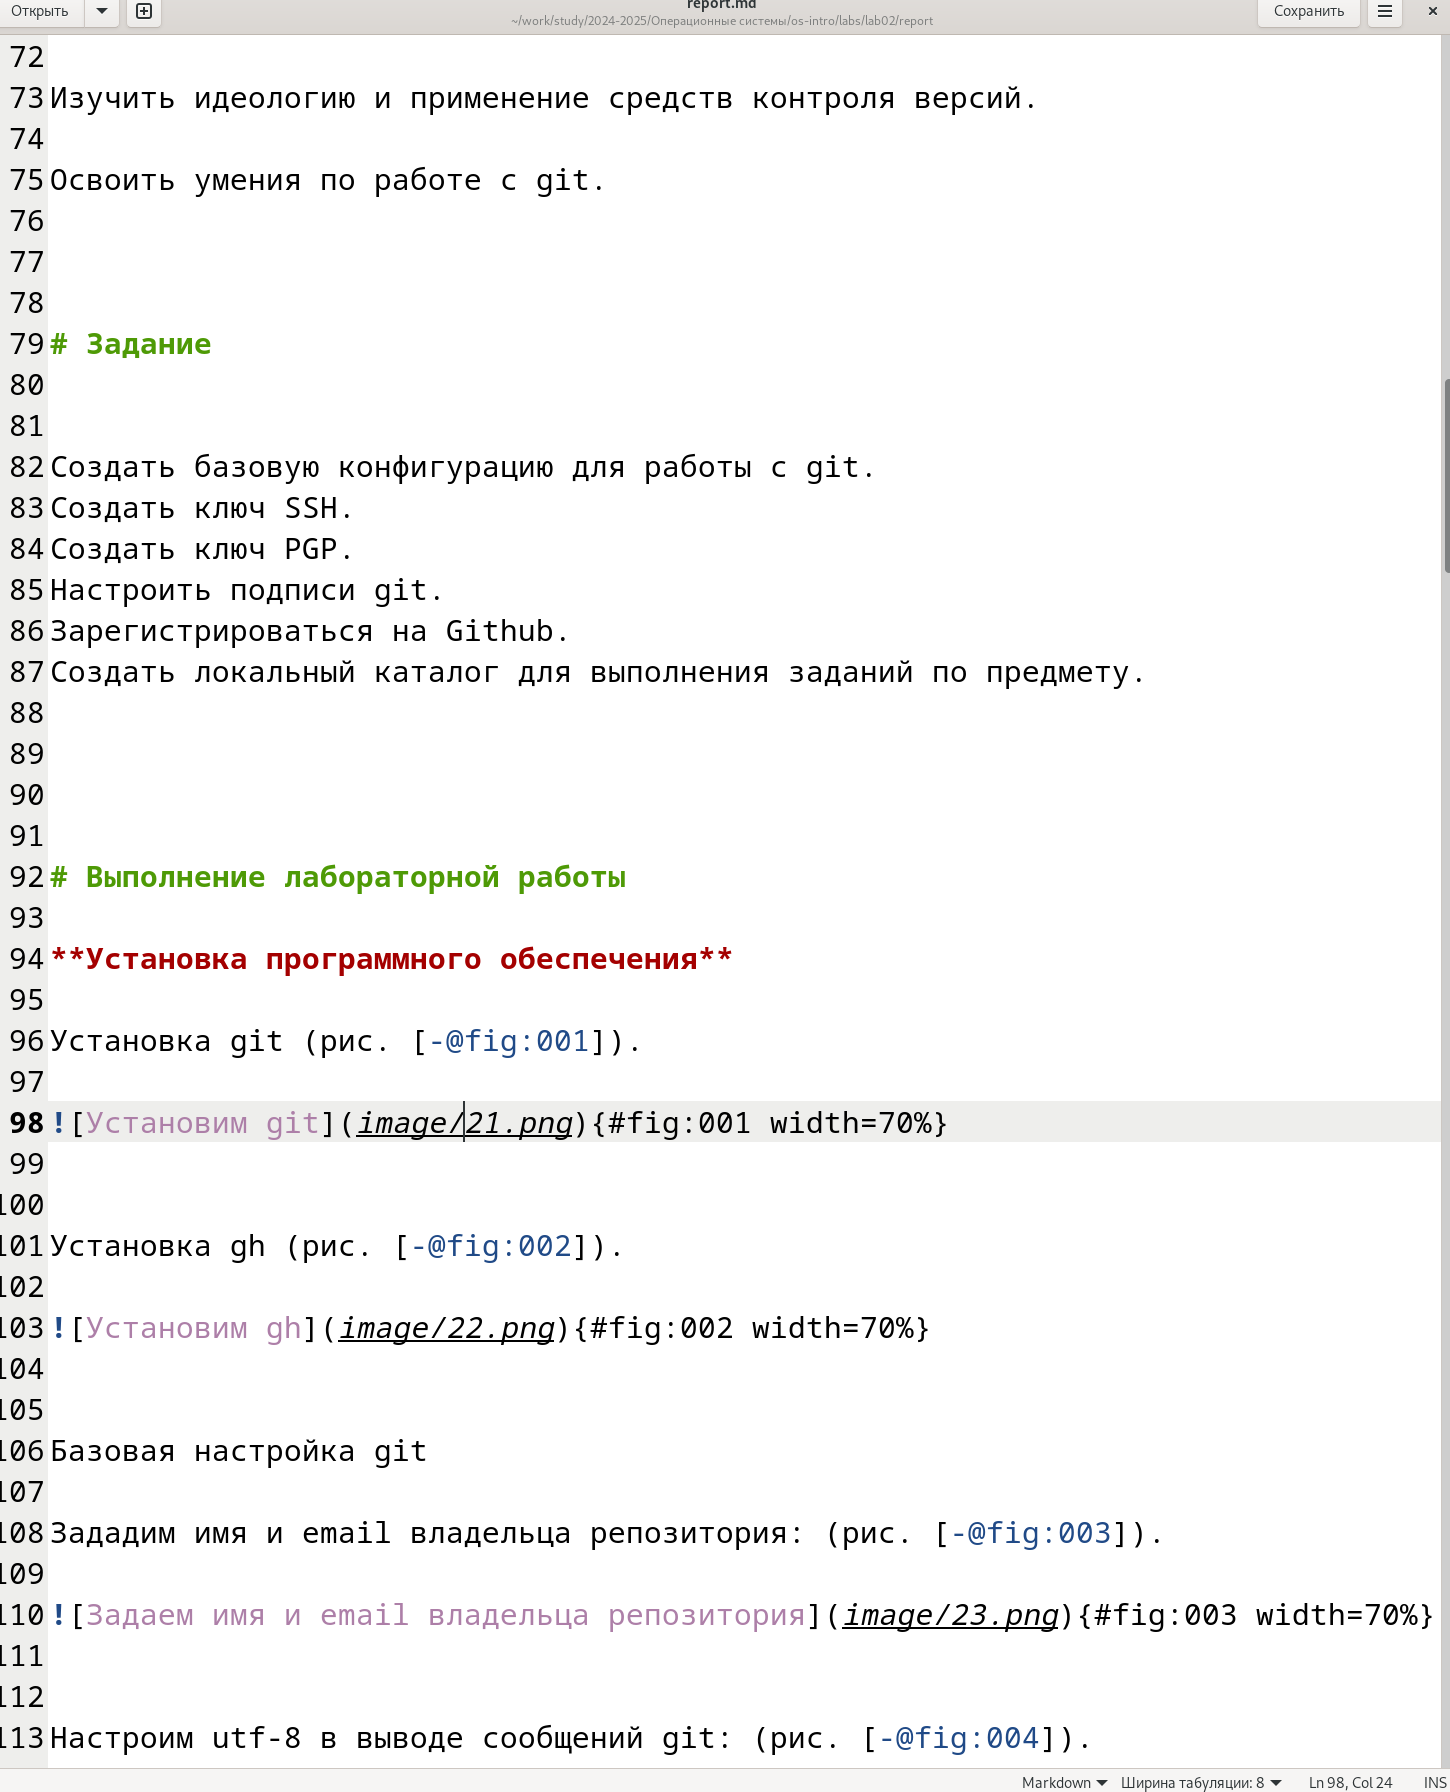 Открыть
report.md
~/work/study/2024-2025/Операционные системы/os-intro/labs/lab02/report
Сохранить
72
73 Изучить идеологию и применение средств контроля версий.
74
75 Освоить умения по работе с git.
76
77
78
79 # Задание
80
81
82 Создать базовую конфигурацию для работы с git.
83 Создать ключ SSH.
84 Создать ключ PGP.
85 Настроить подписи git.
86 Зарегистрироваться на Github.
87 Создать локальный каталог для выполнения заданий по предмету.
88
89
90
91
92 # Выполнение лабораторной работы
93
94 **Установка программного обеспечения**
95
96 Установка git (рис. [-@fig:001]).
97
98 ![Установим git](image/21.png){#fig:001 width=70%}
99
100
101 Установка gh (рис. [-@fig:002]).
102
103 ![Установим gh](image/22.png){#fig:002 width=70%}
104
105
106 Базовая настройка git
107
108 Зададим имя и email владельца репозитория: (рис. [-@fig:003]).
109
110 ![Задаем имя и email владельца репозитория](image/23.png){#fig:003 width=70%}
111
112
113 Настроим utf-8 в выводе сообщений git: (рис. [-@fig:004]).
Markdown Ширина табуляции: 8 Ln 98, Col 24 INS